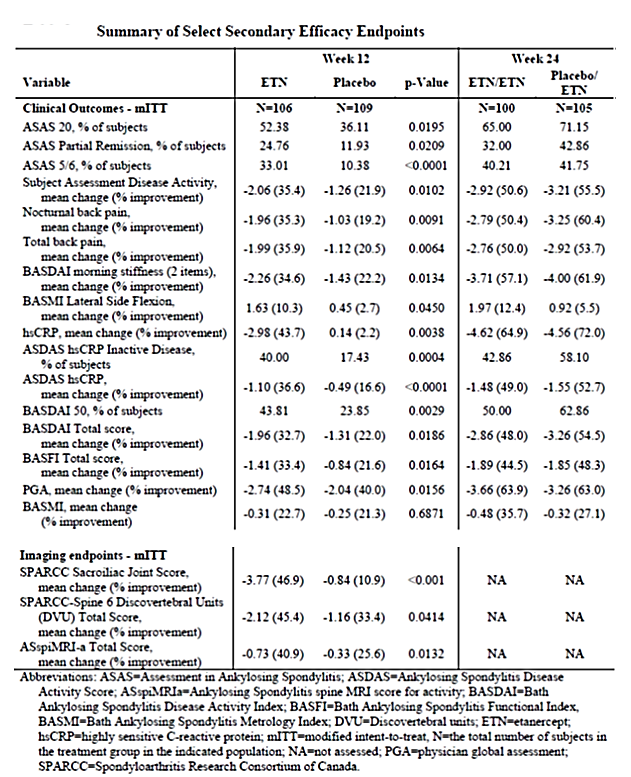 Summary of Select Secondary Efficacy Endpoints
Week 12 Week 24
Variable ETN Placebo p-Value ETN/ETN Placebo/ETN
Clinical Outcomes - mITT N=106 N=109 N=100 N=105
ASAS 20, % of subjects 52.38 36.11 0.0195 65.00 71.15
ASAS Partial Remission, % of subjects 24.76 11.93 0.0209 32.00 42.86
ASAS 5/6, % of subjects 33.01 10.38 <0.0001 40.21 41.75
Subject Assessment Disease Activity,
mean change (% improvement) -2.06 (35.4) -1.26 (21.9) 0.0102 -2.92 (50.6) -3.21 (55.5)
Nocturnal back pain,
mean change (% improvement) -1.96 (35.3) -1.03 (19.2) 0.0091 -2.79 (50.4) -3.25 (60.4)
Total back pain,
mean change (% improvement) -1.99 (35.9) -1.12 (20.5) 0.0064 -2.76 (50.0) -2.92 (53.7)
BASDAI morning stiffness (2 items),
mean change (% improvement) -2.26 (34.6) -1.43 (22.2) 0.0134 -3.71 (57.1) -4.00 (61.9)
BASMI Lateral Side Flexion,
mean change (% improvement) 1.63 (10.3) 0.45 (2.7) 0.0450 1.97 (12.4) 0.92 (5.5)
hsCRP, mean change (% improvement) -2.98 (43.7) 0.14 (2.2) 0.0038 -4.62 (64.9) -4.56 (72.0)
ASDAS hsCRP Inactive Disease,
% of subjects 40.00 17.43 0.0004 42.86 58.10
ASDAS hsCRP,
mean change (% improvement) -1.10 (36.6) -0.49 (16.6) <0.0001 -1.48 (49.0) -1.55 (52.7)
BASDAI 50, % of subjects 43.81 23.85 0.0029 50.00 62.86
BASDAI Total score,
mean change (% improvement) -1.96 (32.7) -1.31 (22.0) 0.0186 -2.86 (48.0) -3.26 (54.5)
BASFI Total score,
mean change (% improvement) -1.41 (33.4) -0.84 (21.6) 0.0164 -1.89 (44.5) -1.85 (48.3)
PGA, mean change (% improvement) -2.74 (48.5) -2.04 (40.0) 0.0156 -3.66 (63.9) -3.26 (63.0)
BASMI, mean change
(% improvement) -0.31 (22.7) -0.25 (21.3) 0.6871 -0.48 (35.7) -0.32 (27.1)
Imaging endpoints - mITT
SPARCC Sacroiliac Joint Score,
mean change (% improvement) -3.77 (46.9) -0.84 (10.9) <0.001 NA NA
SPARCC-Spine 6 Discovertebral Units
(DVU) Total Score,
mean change (% improvement) -2.12 (45.4) -1.16 (33.4) 0.0414 NA NA
ASspiMRI-a Total Score,
mean change (% improvement) -0.73 (40.9) -0.33 (25.6) 0.0132 NA NA
Abbreviations: ASAS=Assessment in Ankylosing Spondylitis; ASDAS=Ankylosing Spondylitis Disease
Activity Score; ASspiMRIa=Ankylosing Spondylitis spine MRI score for activity; BASDAI=Bath
Ankylosing Spondylitis Disease Activity Index; BASFI=Bath Ankylosing Spondylitis Functional Index,
BASMI=Bath Ankylosing Spondylitis Metrology Index; DVU=Discovertebral units; ETN=etanercept;
hsCRP=highly sensitive C-reactive protein; mITT=modified intent-to-treat, N=the total number of subjects in
the treatment group in the indicated population; NA=not assessed; PGA=physician global assessment;
SPARCC=Spondyloarthritis Research Consortium of Canada.